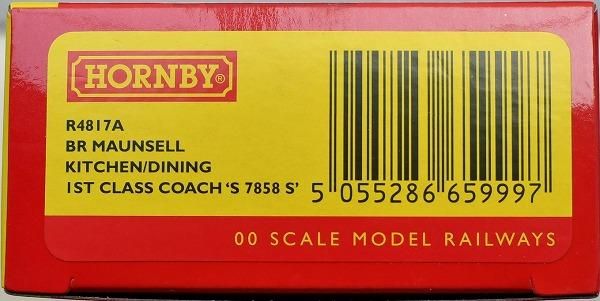 HORNBY®
R4817A
BR MAUNSELL
KITCHEN/DINING
1ST CLASS COACH ‘S 7858 S’
5 055286 659997
00 SCALE MODEL RAILWAYS